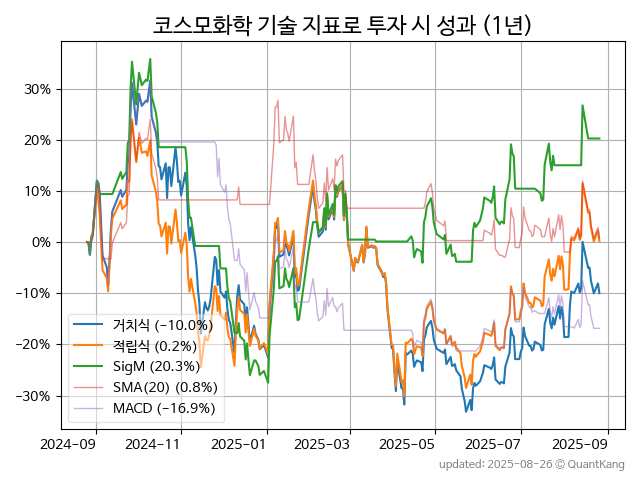 코스모화학 기술 지표로 투자 시 성과 (1년)
30%
20%
10%
0%
−10%
−20%
−30%
거치식 (−10.0%)
적립식 (0.2%)
SigM (20.3%)
SMA(20) (0.8%)
MACD (−16.9%)
2024−09 2024−11 2025−01 2025−03 2025−05 2025−07 2025−09
updated: 2025−08−26 © QuantKang